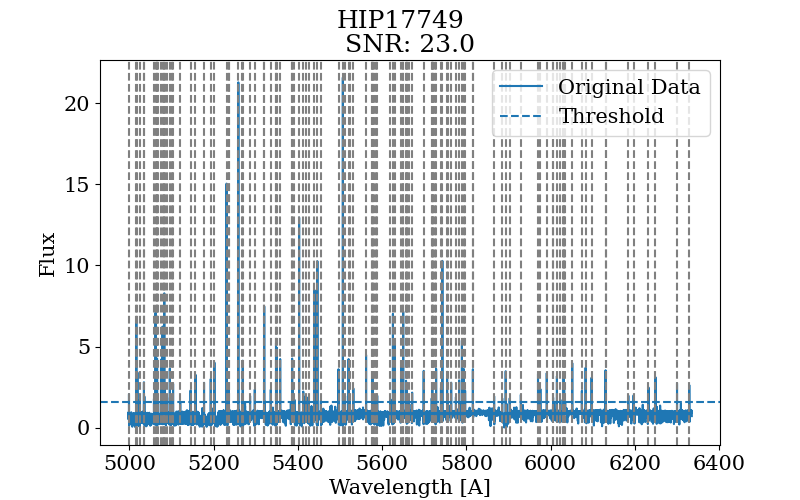 HIP17749
SNR: 23.0
Original Data
Threshold
Flux
20
15
10
5
0
5000 5200 5400 5600 5800 6000 6200 6400
Wavelength [A]